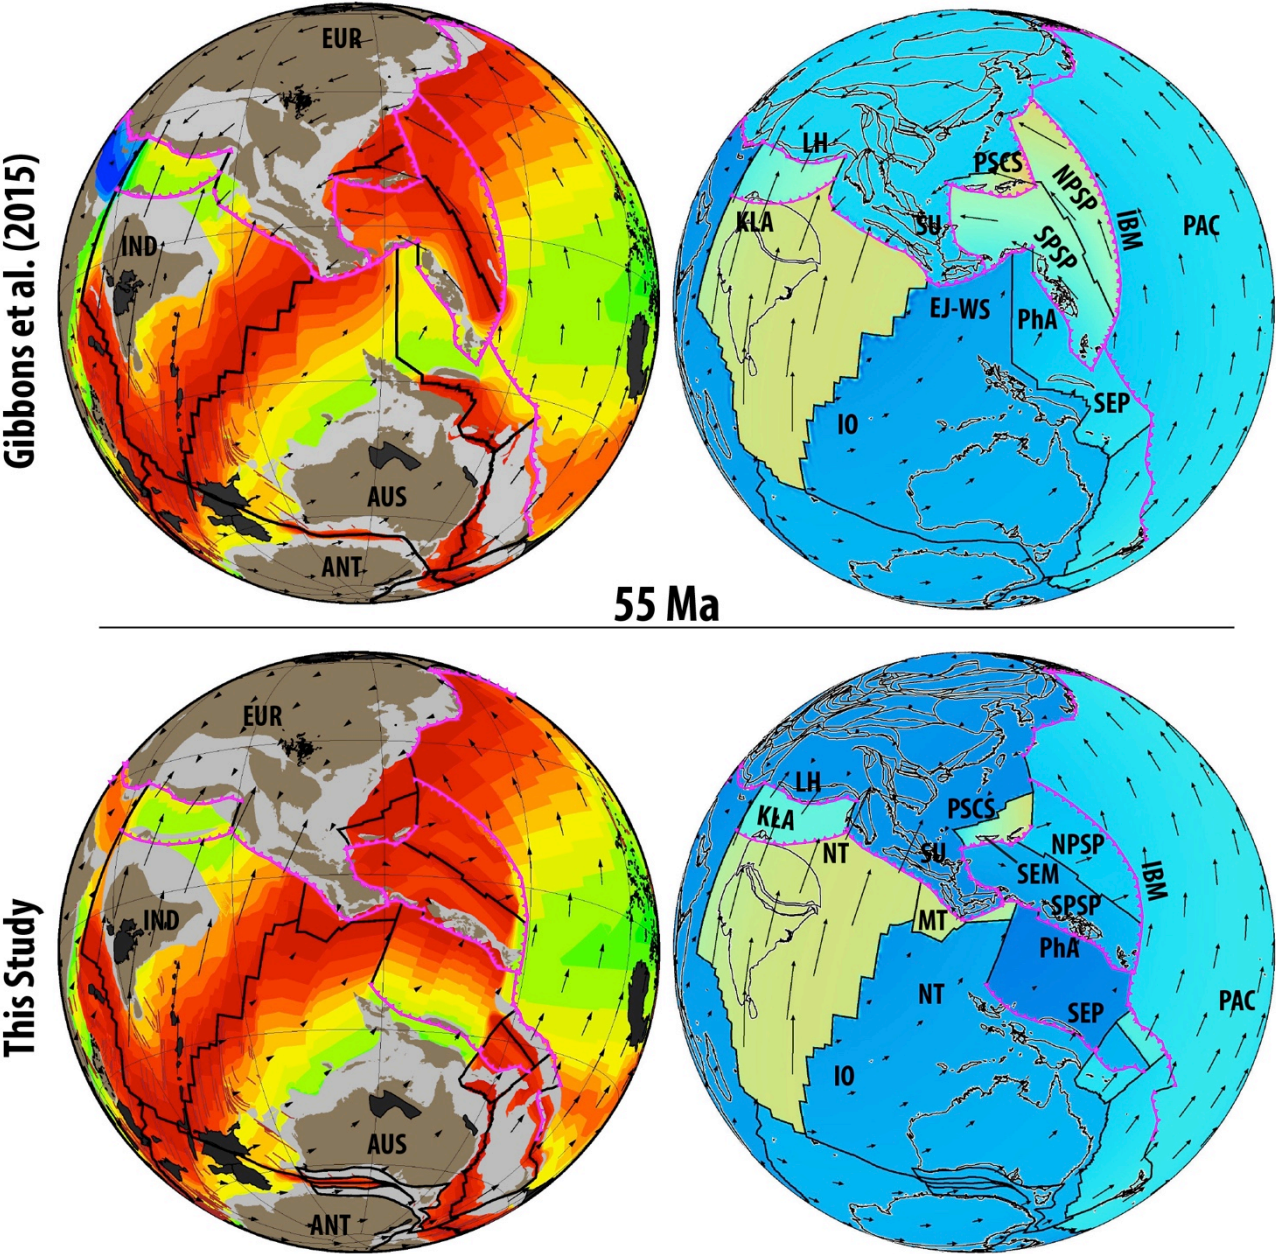 Gibbons et al. (2015)
EUR
IND
AUS
ANT
LH
KLA
PSCS
NPSP
IBM
PAC
SU
SPSP
EJ-WS
PhA
SEP
IO
55 Ma
This Study
EUR
IND
AUS
ANT
LH
KLA
NT
PSCS
SU
NPSP
SEM
IBM
SPSP
MT
PhA
NT
SEP
PAC
IO